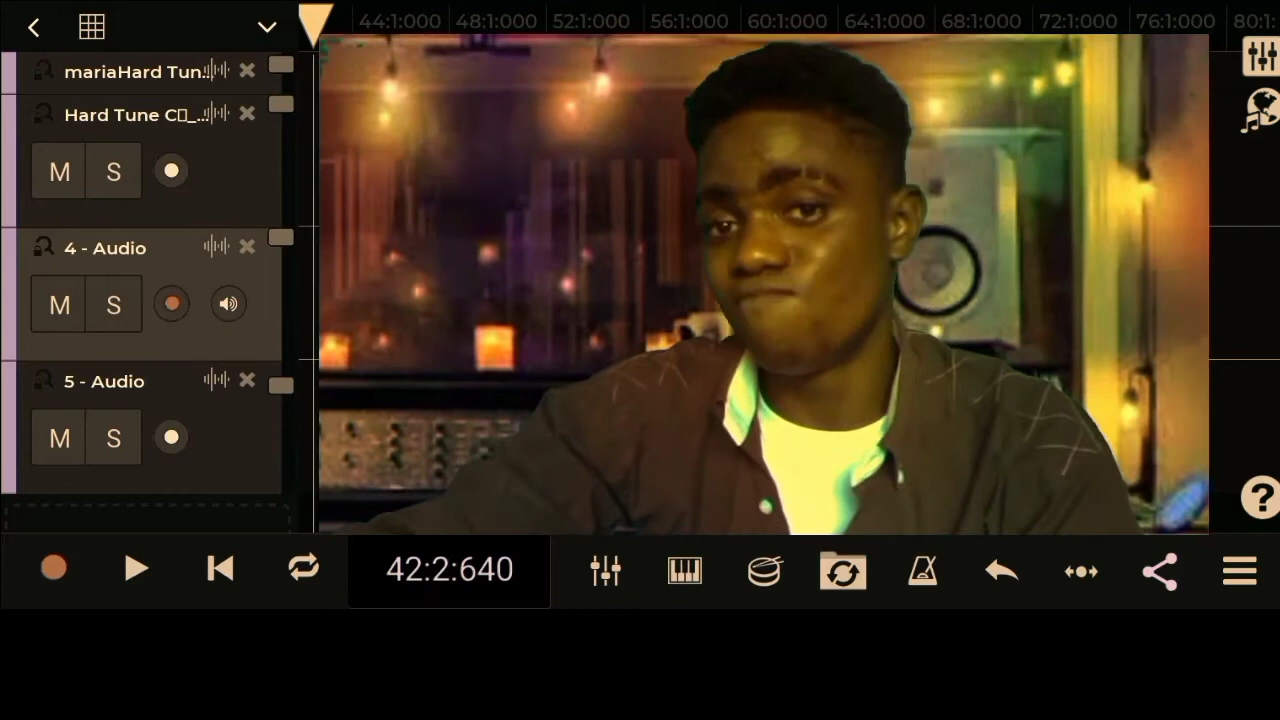 44:1:000 48:1:000 52:1:000 56:1:000 60:1:000 64:1:000 68:1:000 72:1:000 76:1:000 80:1:
mariaHard Tun...
Hard Tune C▯_...
M S
4 - Audio
M S
5 - Audio
M S
?
42:2:640